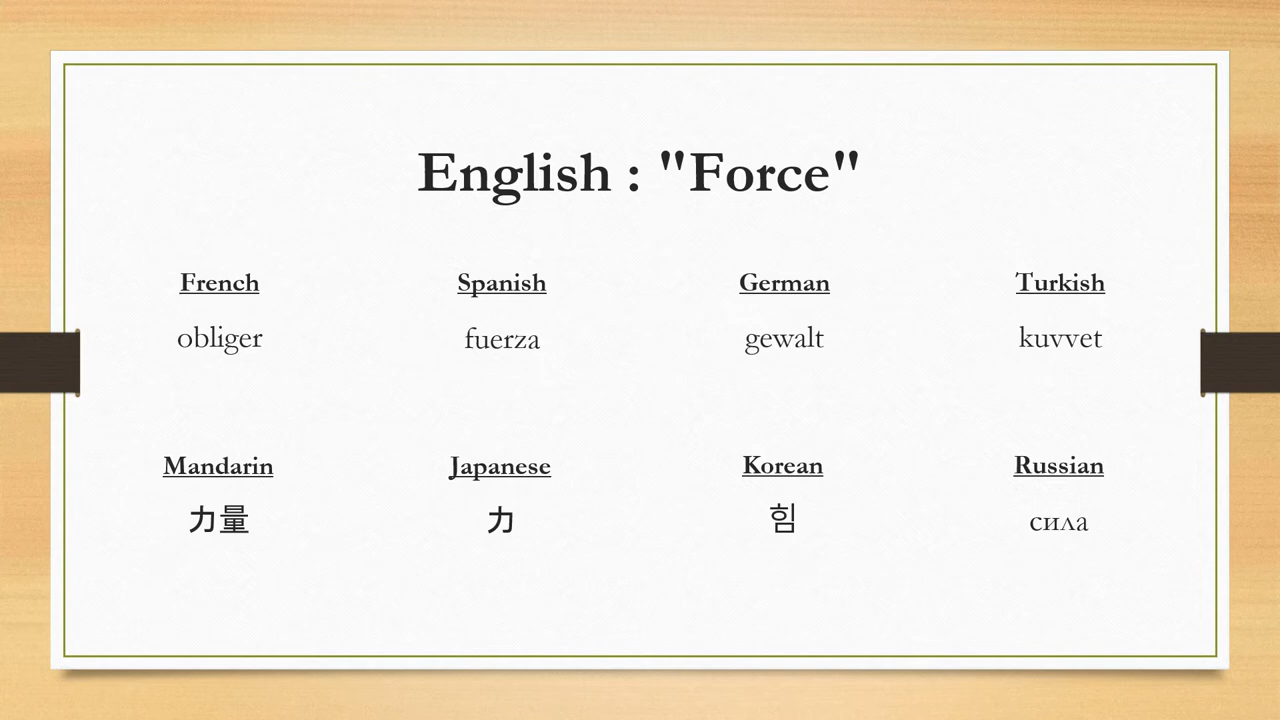 English : "Force"
French
Spanish
German
Turkish
obliger
fuerza
gewalt
kuvvet
Mandarin
Japanese
Korean
Russian
力量
力
힘
сила